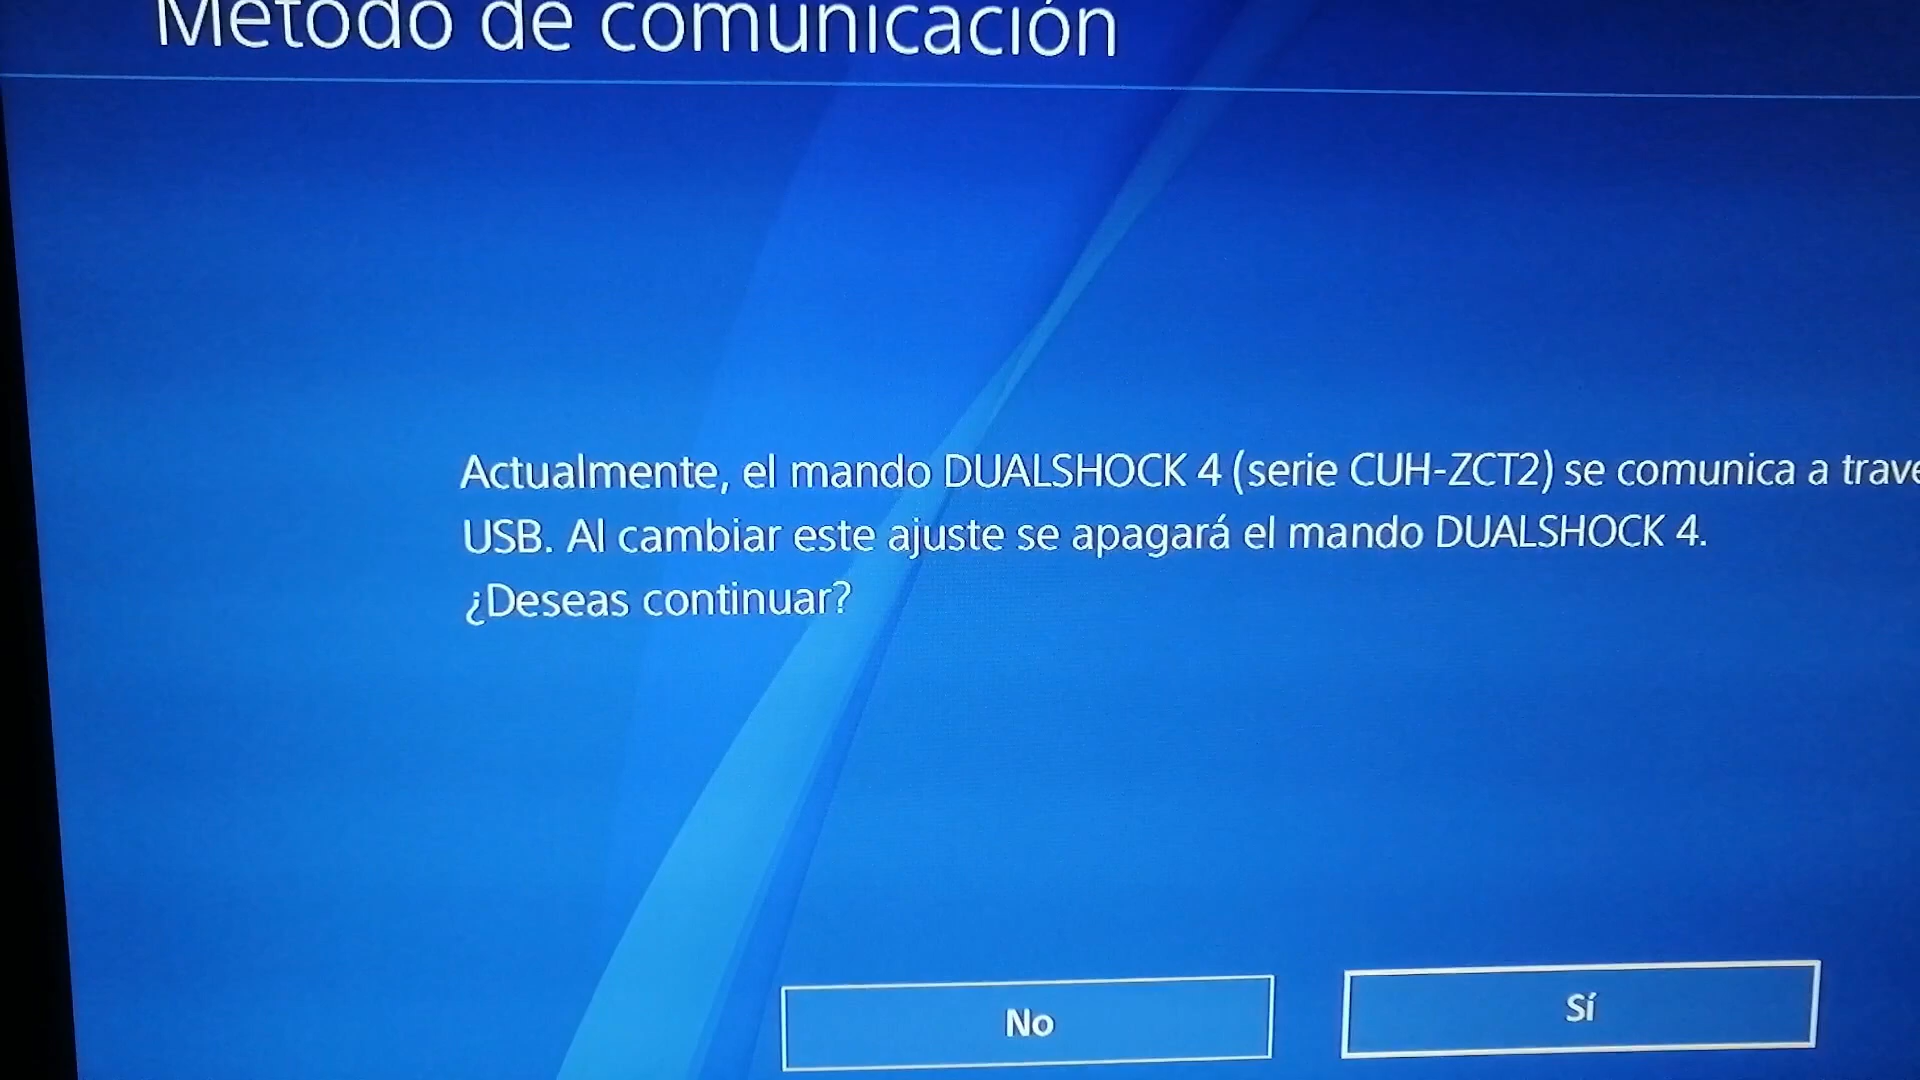 Método de comunicación
Actualmente, el mando DUALSHOCK 4 (serie CUH-ZCT2) se comunica a
USB. Al cambiar este ajuste se apagará el mando DUALSHOCK 4.
¿Deseas continuar?
No
Sí